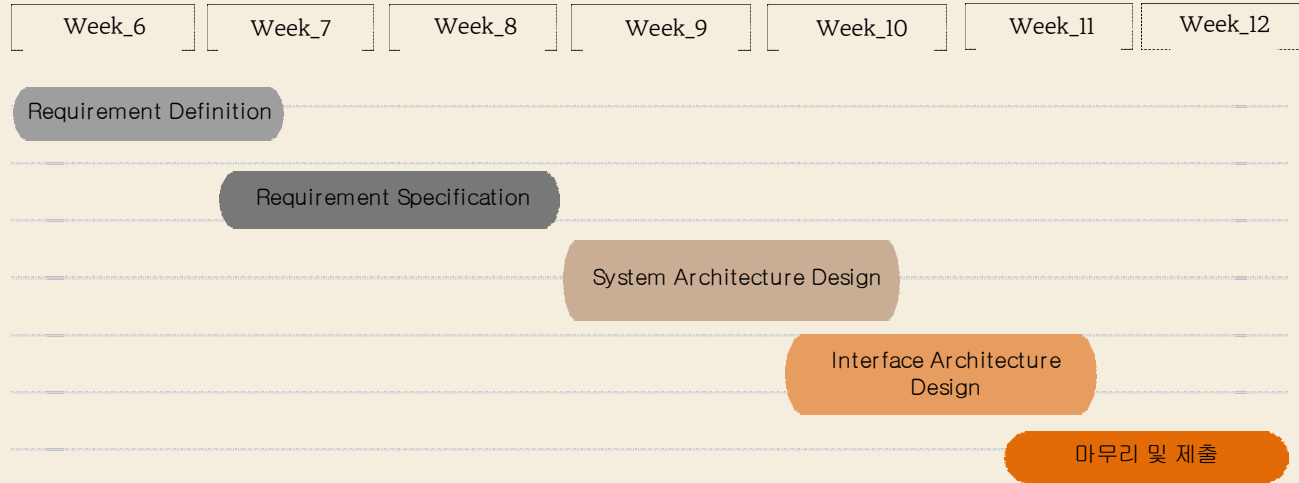 Week_6 Week_7 Week_8 Week_9 Week_10 Week_11 Week_12
Requirement Definition
Requirement Specification
System Architecture Design
Interface Architecture
Design
마무리 및 제출